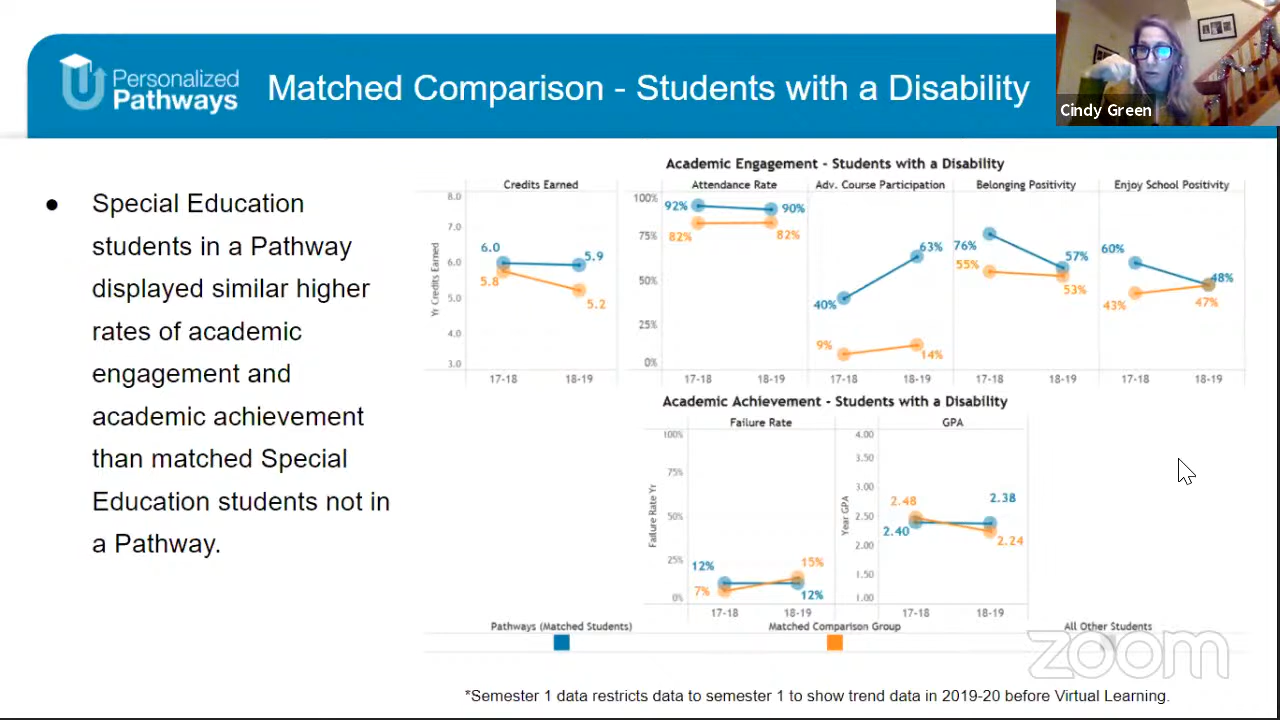 Personalized
Pathways
Matched Comparison - Students with a Disability
Cindy Green
● Special Education
students in a Pathway
displayed similar higher
rates of academic
engagement and
academic achievement
than matched Special
Education students not in
a Pathway.
Academic Engagement - Students with a Disability
Credits Earned
Attendance Rate
Adv. Course Participation
Belonging Positivity
Enjoy School Positivity
Yr Credits Earned
8.0
7.0
6.0
5.0
4.0
3.0
6.0
5.9
5.8
5.2
17-18
18-19
100%
75%
50%
25%
0%
92%
90%
82%
82%
17-18
18-19
40%
63%
9%
14%
17-18
18-19
76%
57%
55%
53%
17-18
18-19
60%
48%
43%
47%
17-18
18-19
Academic Achievement - Students with a Disability
Failure Rate
GPA
Failure Rate Yr
100%
75%
50%
25%
0%
12%
15%
7%
12%
17-18
18-19
Year GPA
4.00
3.50
3.00
2.50
2.00
1.50
1.00
2.48
2.38
2.40
2.24
17-18
18-19
Pathways (Matched Students)
Matched Comparison Group
All Other Students
zoom
*Semester 1 data restricts data to semester 1 to show trend data in 2019-20 before Virtual Learning.